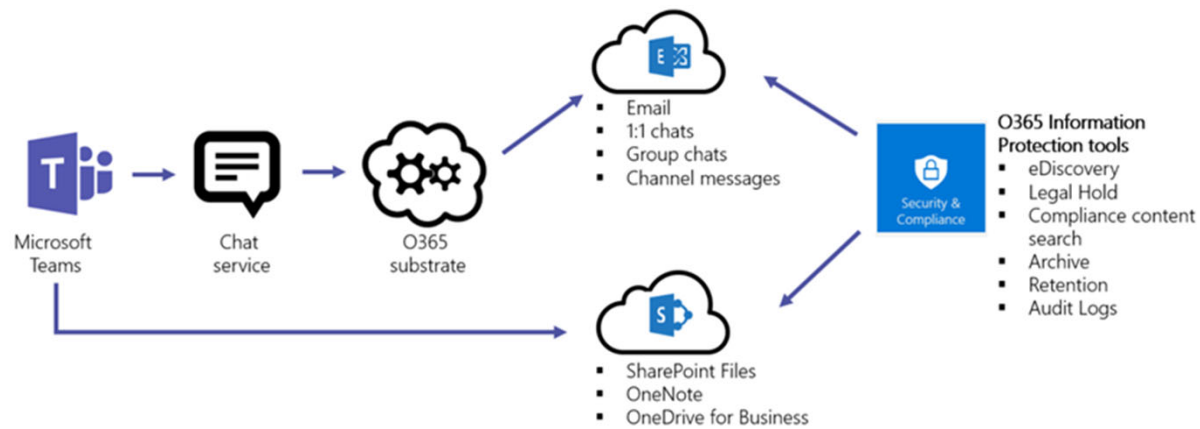 T
Microsoft
Teams
Chat
service
O365
substrate
E
▪ Email
▪ 1:1 chats
▪ Group chats
▪ Channel messages
S
▪ SharePoint Files
▪ OneNote
▪ OneDrive for Business
Security &
Compliance
O365 Information
Protection tools
▪ eDiscovery
▪ Legal Hold
▪ Compliance content
search
▪ Archive
▪ Retention
▪ Audit Logs